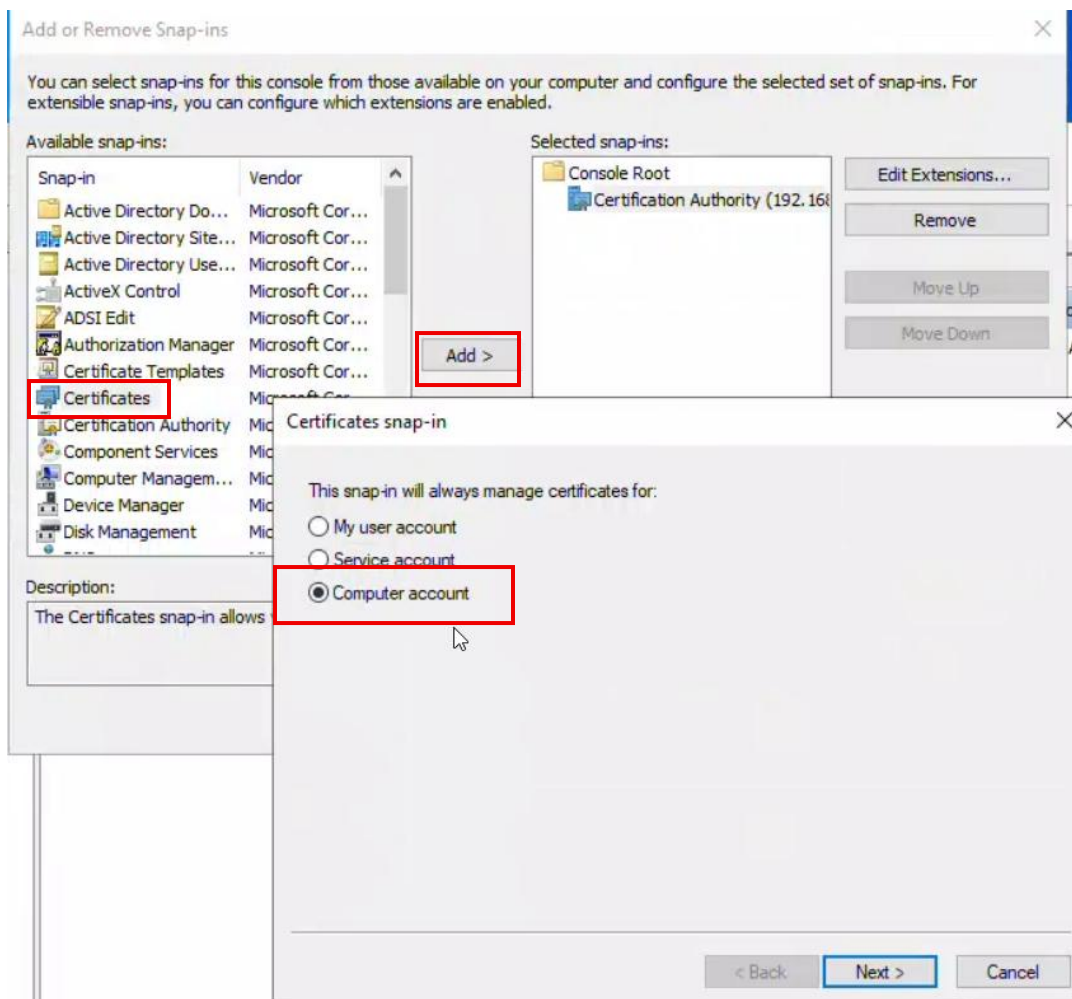 Add or Remove Snap-ins
You can select snap-ins for this console from those available on your computer and configure the selected set of snap-ins. For
extensible snap-ins, you can configure which extensions are enabled.
Available snap-ins:
Snap-in Vendor
Active Directory Do... Microsoft Cor...
Active Directory Site... Microsoft Cor...
Active Directory Use... Microsoft Cor...
ActiveX Control Microsoft Cor...
ADSI Edit Microsoft Cor...
Authorization Manager Microsoft Cor...
Certificate Templates Microsoft Cor...
Certificates
Certification Authority Mic
Component Services Mic
Computer Managem... Mic
Device Manager Mic
Disk Management Mic
Add >
Selected snap-ins:
Console Root
Certification Authority (192.168
Edit Extensions...
Remove
Move Up
Move Down
Description:
The Certificates snap-in allows
Certificates snap-in
This snap-in will always manage certificates for:
My user account
Service account
Computer account
< Back
Next >
Cancel